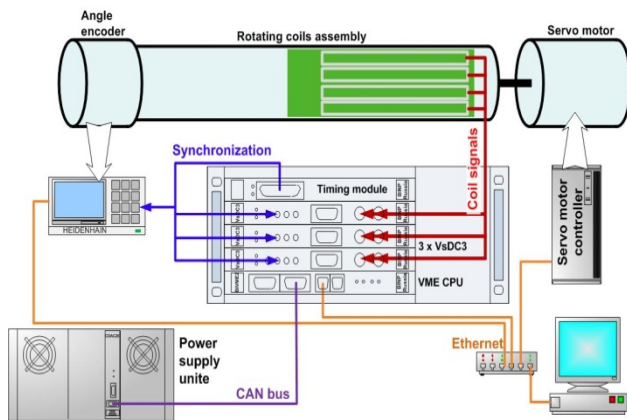 Angle
encoder
Rotating coils assembly
Servo motor
Synchronization
Coil signals
Timing module
HEIDENHAIN
3 x VsDC3
VME CPU
Servo motor
controller
Power
supply
unite
CAN bus
Ethernet